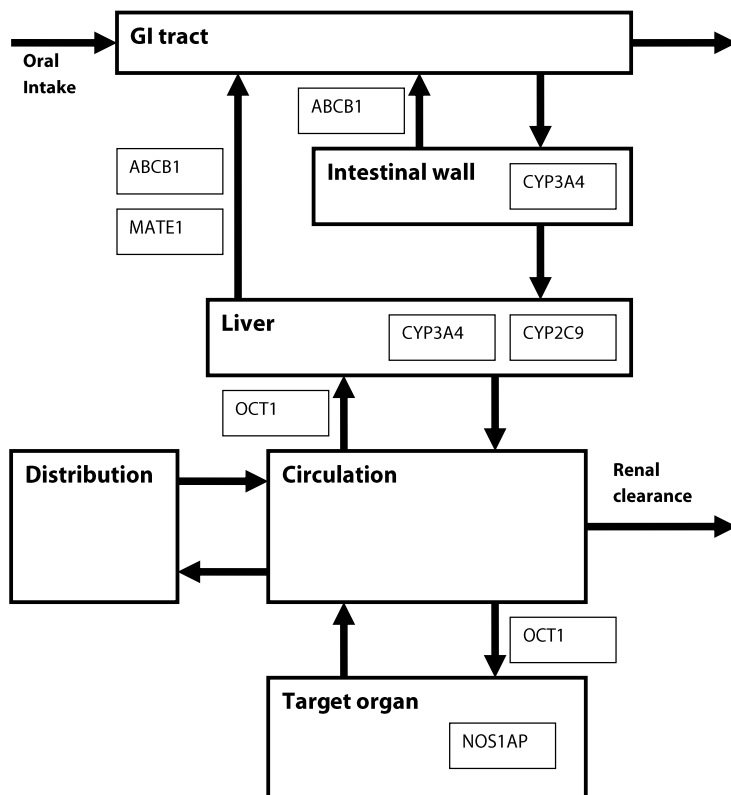 GI tract
Oral
Intake
ABCB1
ABCB1
MATE1
Intestinal wall
CYP3A4
Liver
CYP3A4
CYP2C9
OCT1
Distribution
Circulation
Renal
clearance
OCT1
Target organ
NOS1AP